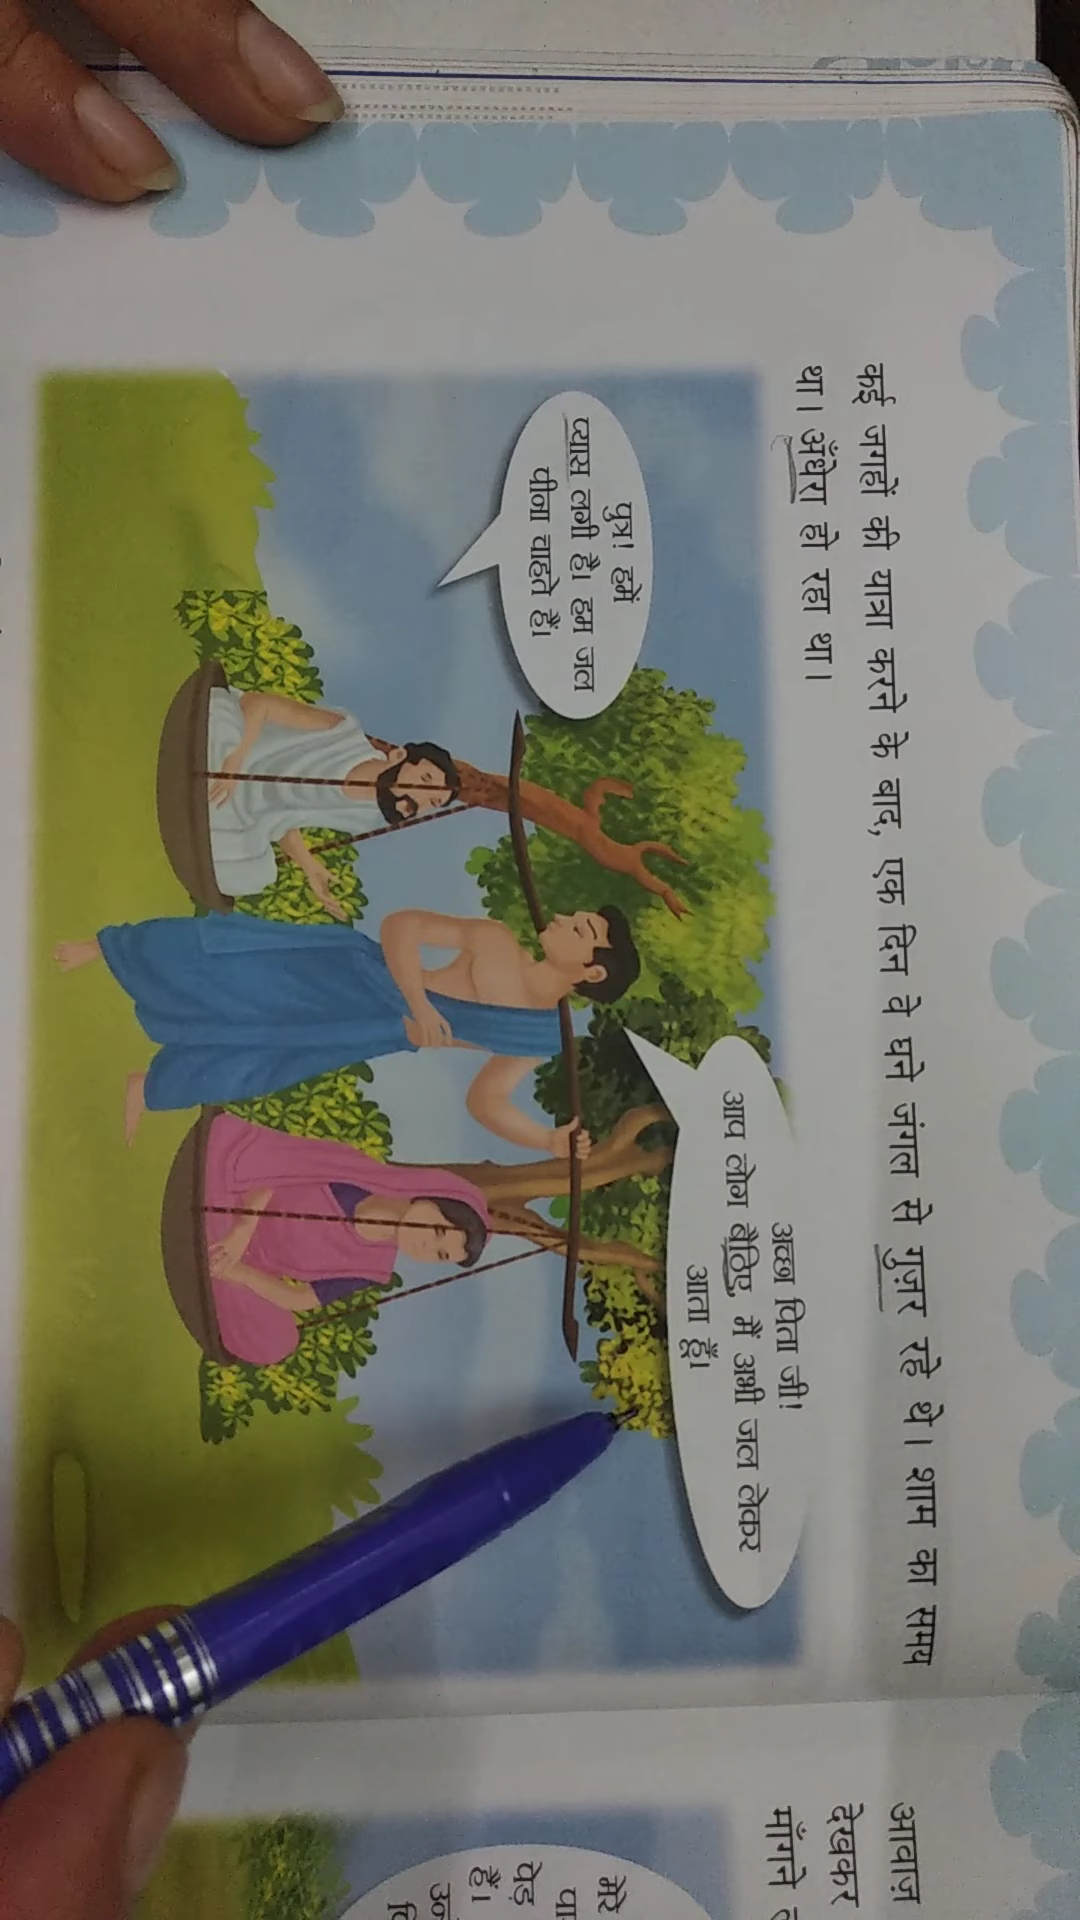 कई जगहों की यात्रा करने के बाद, एक दिन वे घने जंगल से गुज़र रहे थे। शाम का समय
था। अँधेरा हो रहा था।
पुत्र! हमें
प्यास लगी है। हम जल
पीना चाहते हैं।
अच्छा पिता जी!
आप लोग बैठिए मैं अभी जल लेकर
आता हूँ।
आवाज़
देखकर
माँगने
मेरे
पेड़
हैं।